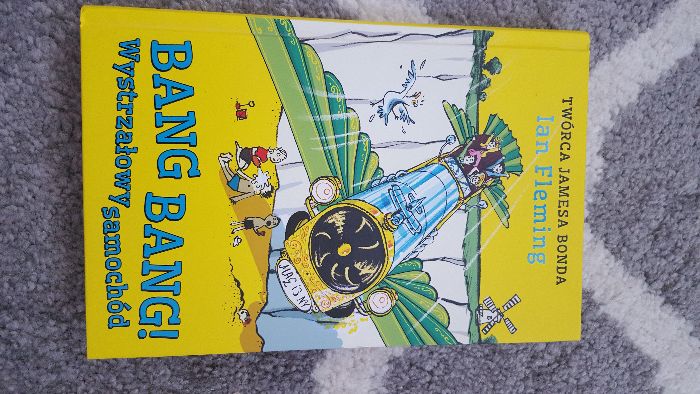 TWÓRCA JAMESA BONDA
Ian Fleming
BANG BANG!
Wystrzałowy samochód